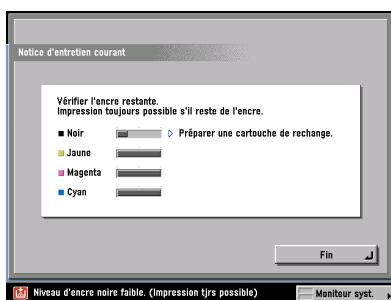 Notice d'entretien courant
Vérifier l'encre restante.
Impression toujours possible s'il reste de l'encre.
Noir
Préparer une cartouche de rechange.
Jaune
Magenta
Cyan
Fin
Niveau d'encre noire faible. (Impression tjrs possible)
Moniteur syst.